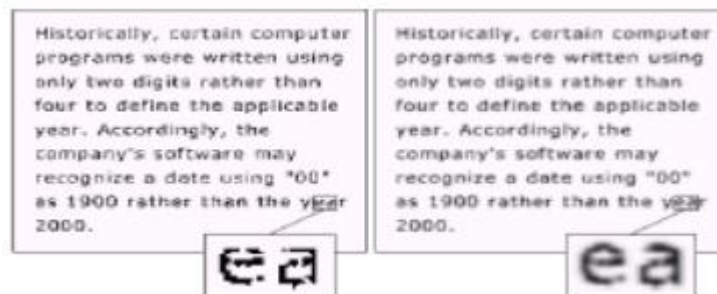 Historically, certain computer
programs were written using
only two digits rather than
four to define the applicable
year. Accordingly, the
company's software may
recognize a date using "00"
as 1900 rather than the year
2000.
ea
Historically, certain computer
programs were written using
only two digits rather than
four to define the applicable
year. Accordingly, the
company's software may
recognize a date using "00"
as 1900 rather than the year
2000.
ea